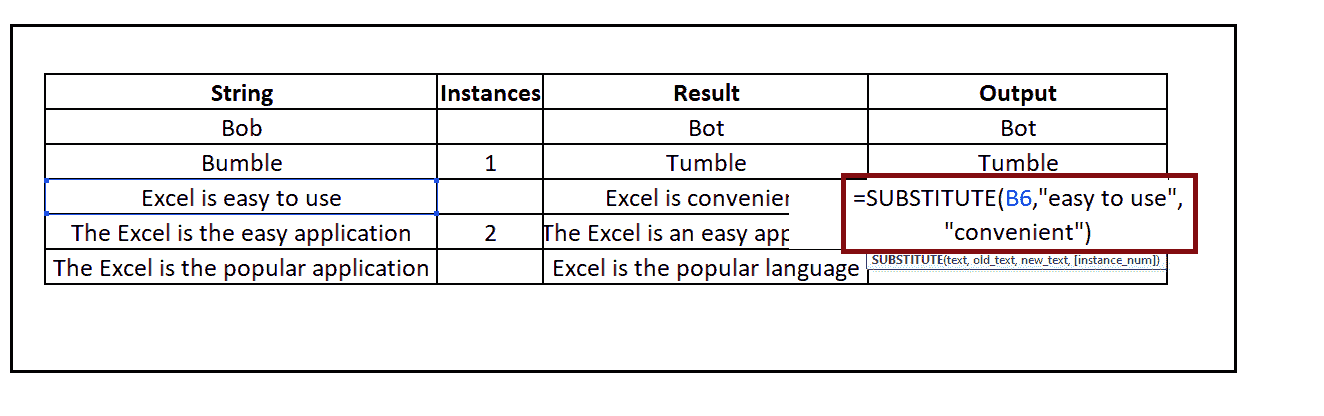 String Instances Result Output
Bob Bot Bot
Bumble 1 Tumble Tumble
Excel is easy to use Excel is =SUBSTITUTE(B6,"easy to use",
"convenient")
The Excel is the easy application 2 The Excel is an easy
The Excel is the popular application Excel is the popular language
SUBSTITUTE(text, old_text, new_text, [instance_num])